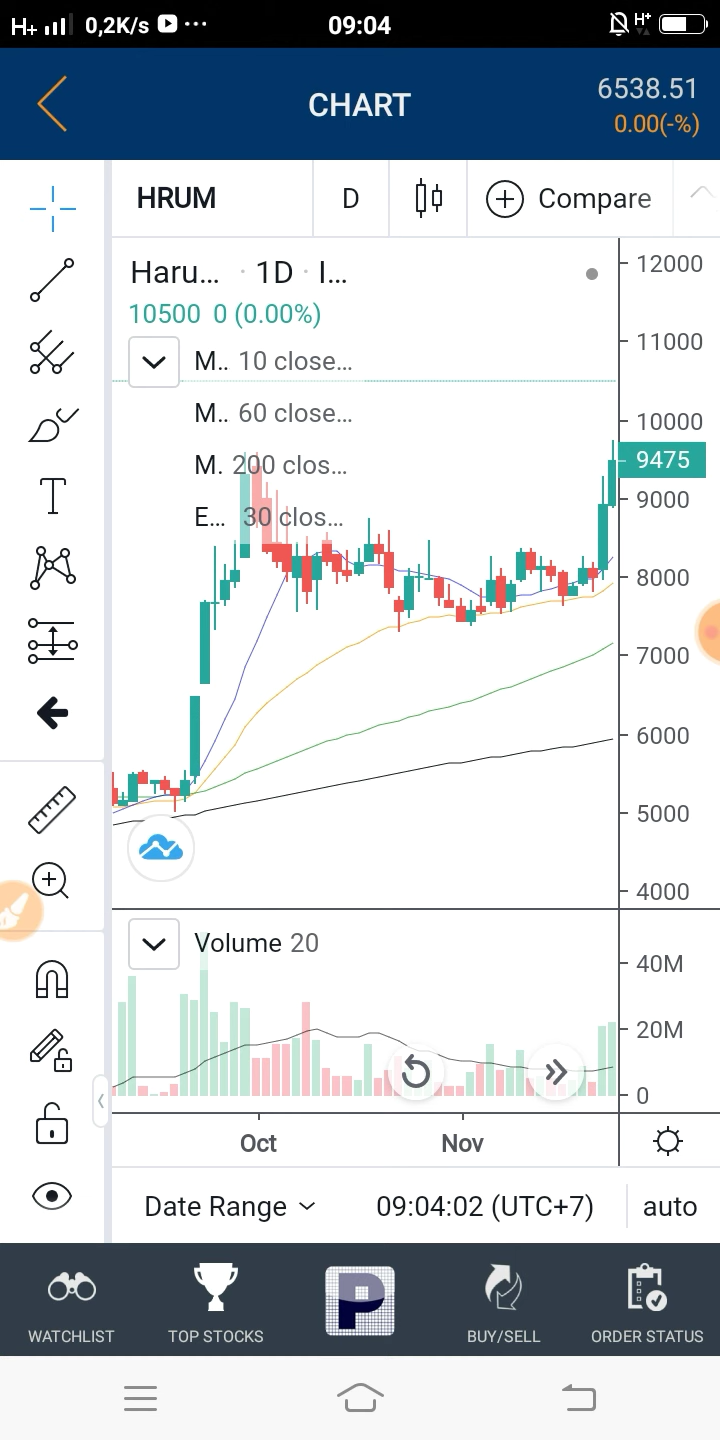 H+ 0,2K/s 09:04 H+
CHART
6538.51
0.00(-%)
HRUM D Compare
Haru... · 1D · I...
10500 0 (0.00%)
M.. 10 close...
M.. 60 close...
M. 200 clos...
E... 30 clos...
12000
11000
10000
9475
9000
8000
7000
6000
5000
4000
Volume 20
40M
20M
0
Oct Nov
Date Range 09:04:02 (UTC+7) auto
P
WATCHLIST TOP STOCKS BUY/SELL ORDER STATUS